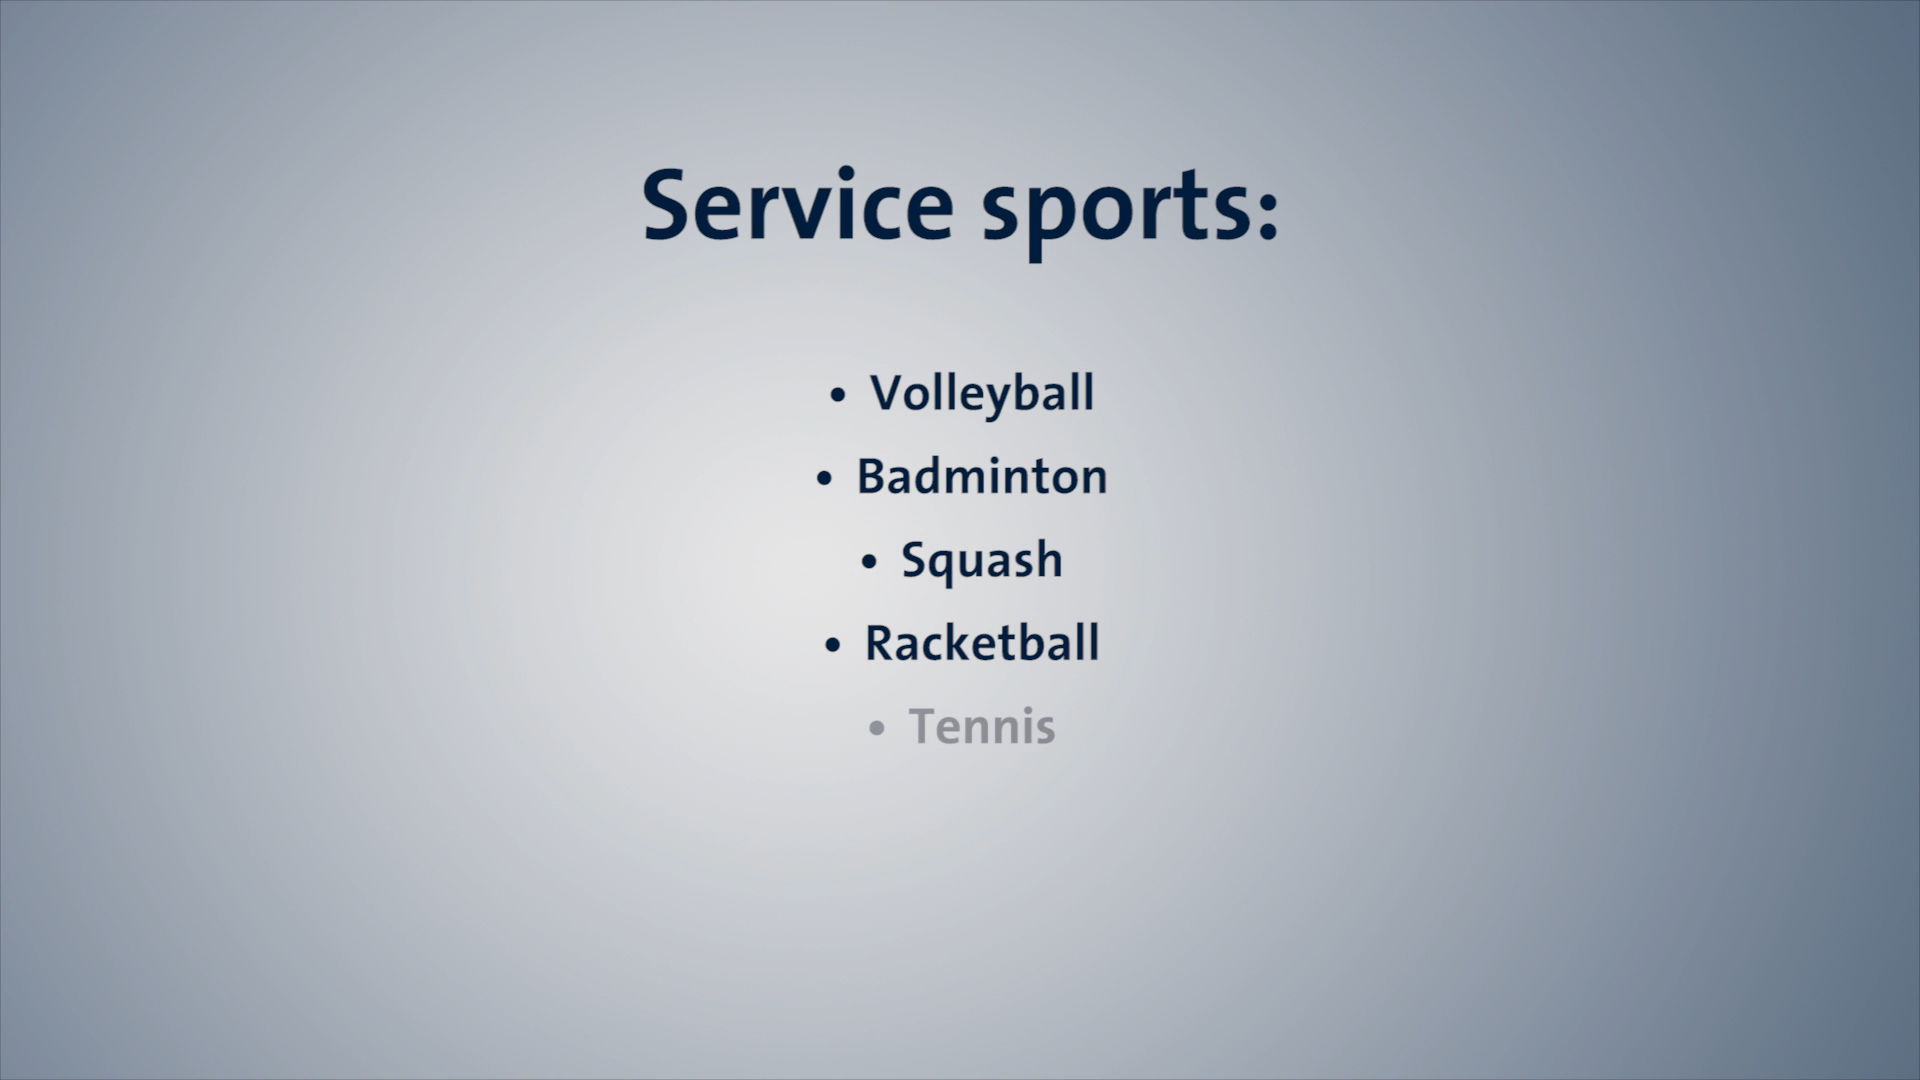 Service sports:
• Volleyball
• Badminton
• Squash
• Racketball
• Tennis